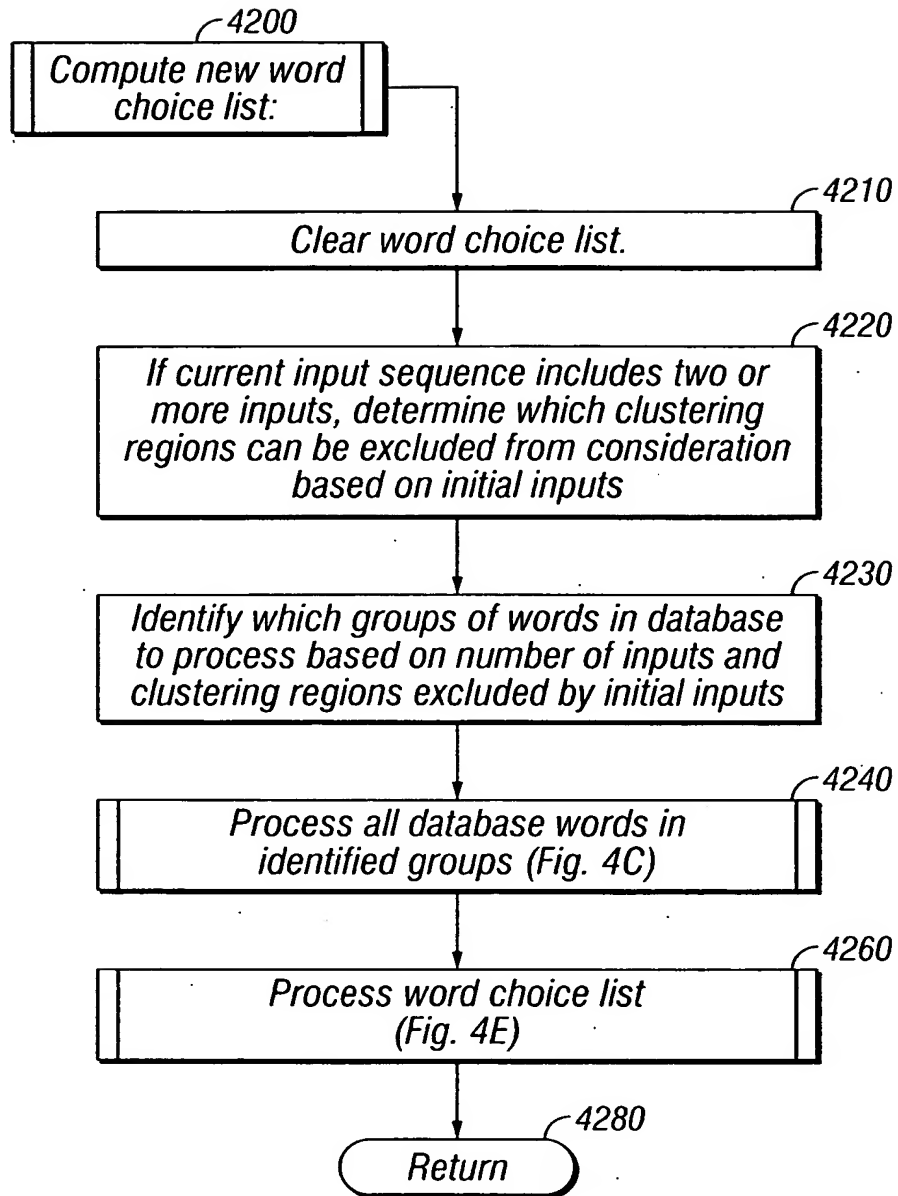 4200
Compute new word
choice list:
4210
Clear word choice list.
4220
If current input sequence includes two or
more inputs, determine which clustering
regions can be excluded from consideration
based on initial inputs
4230
Identify which groups of words in database
to process based on number of inputs and
clustering regions excluded by initial inputs
4240
Process all database words in
identified groups (Fig. 4C)
4260
Process word choice list
(Fig. 4E)
4280
Return